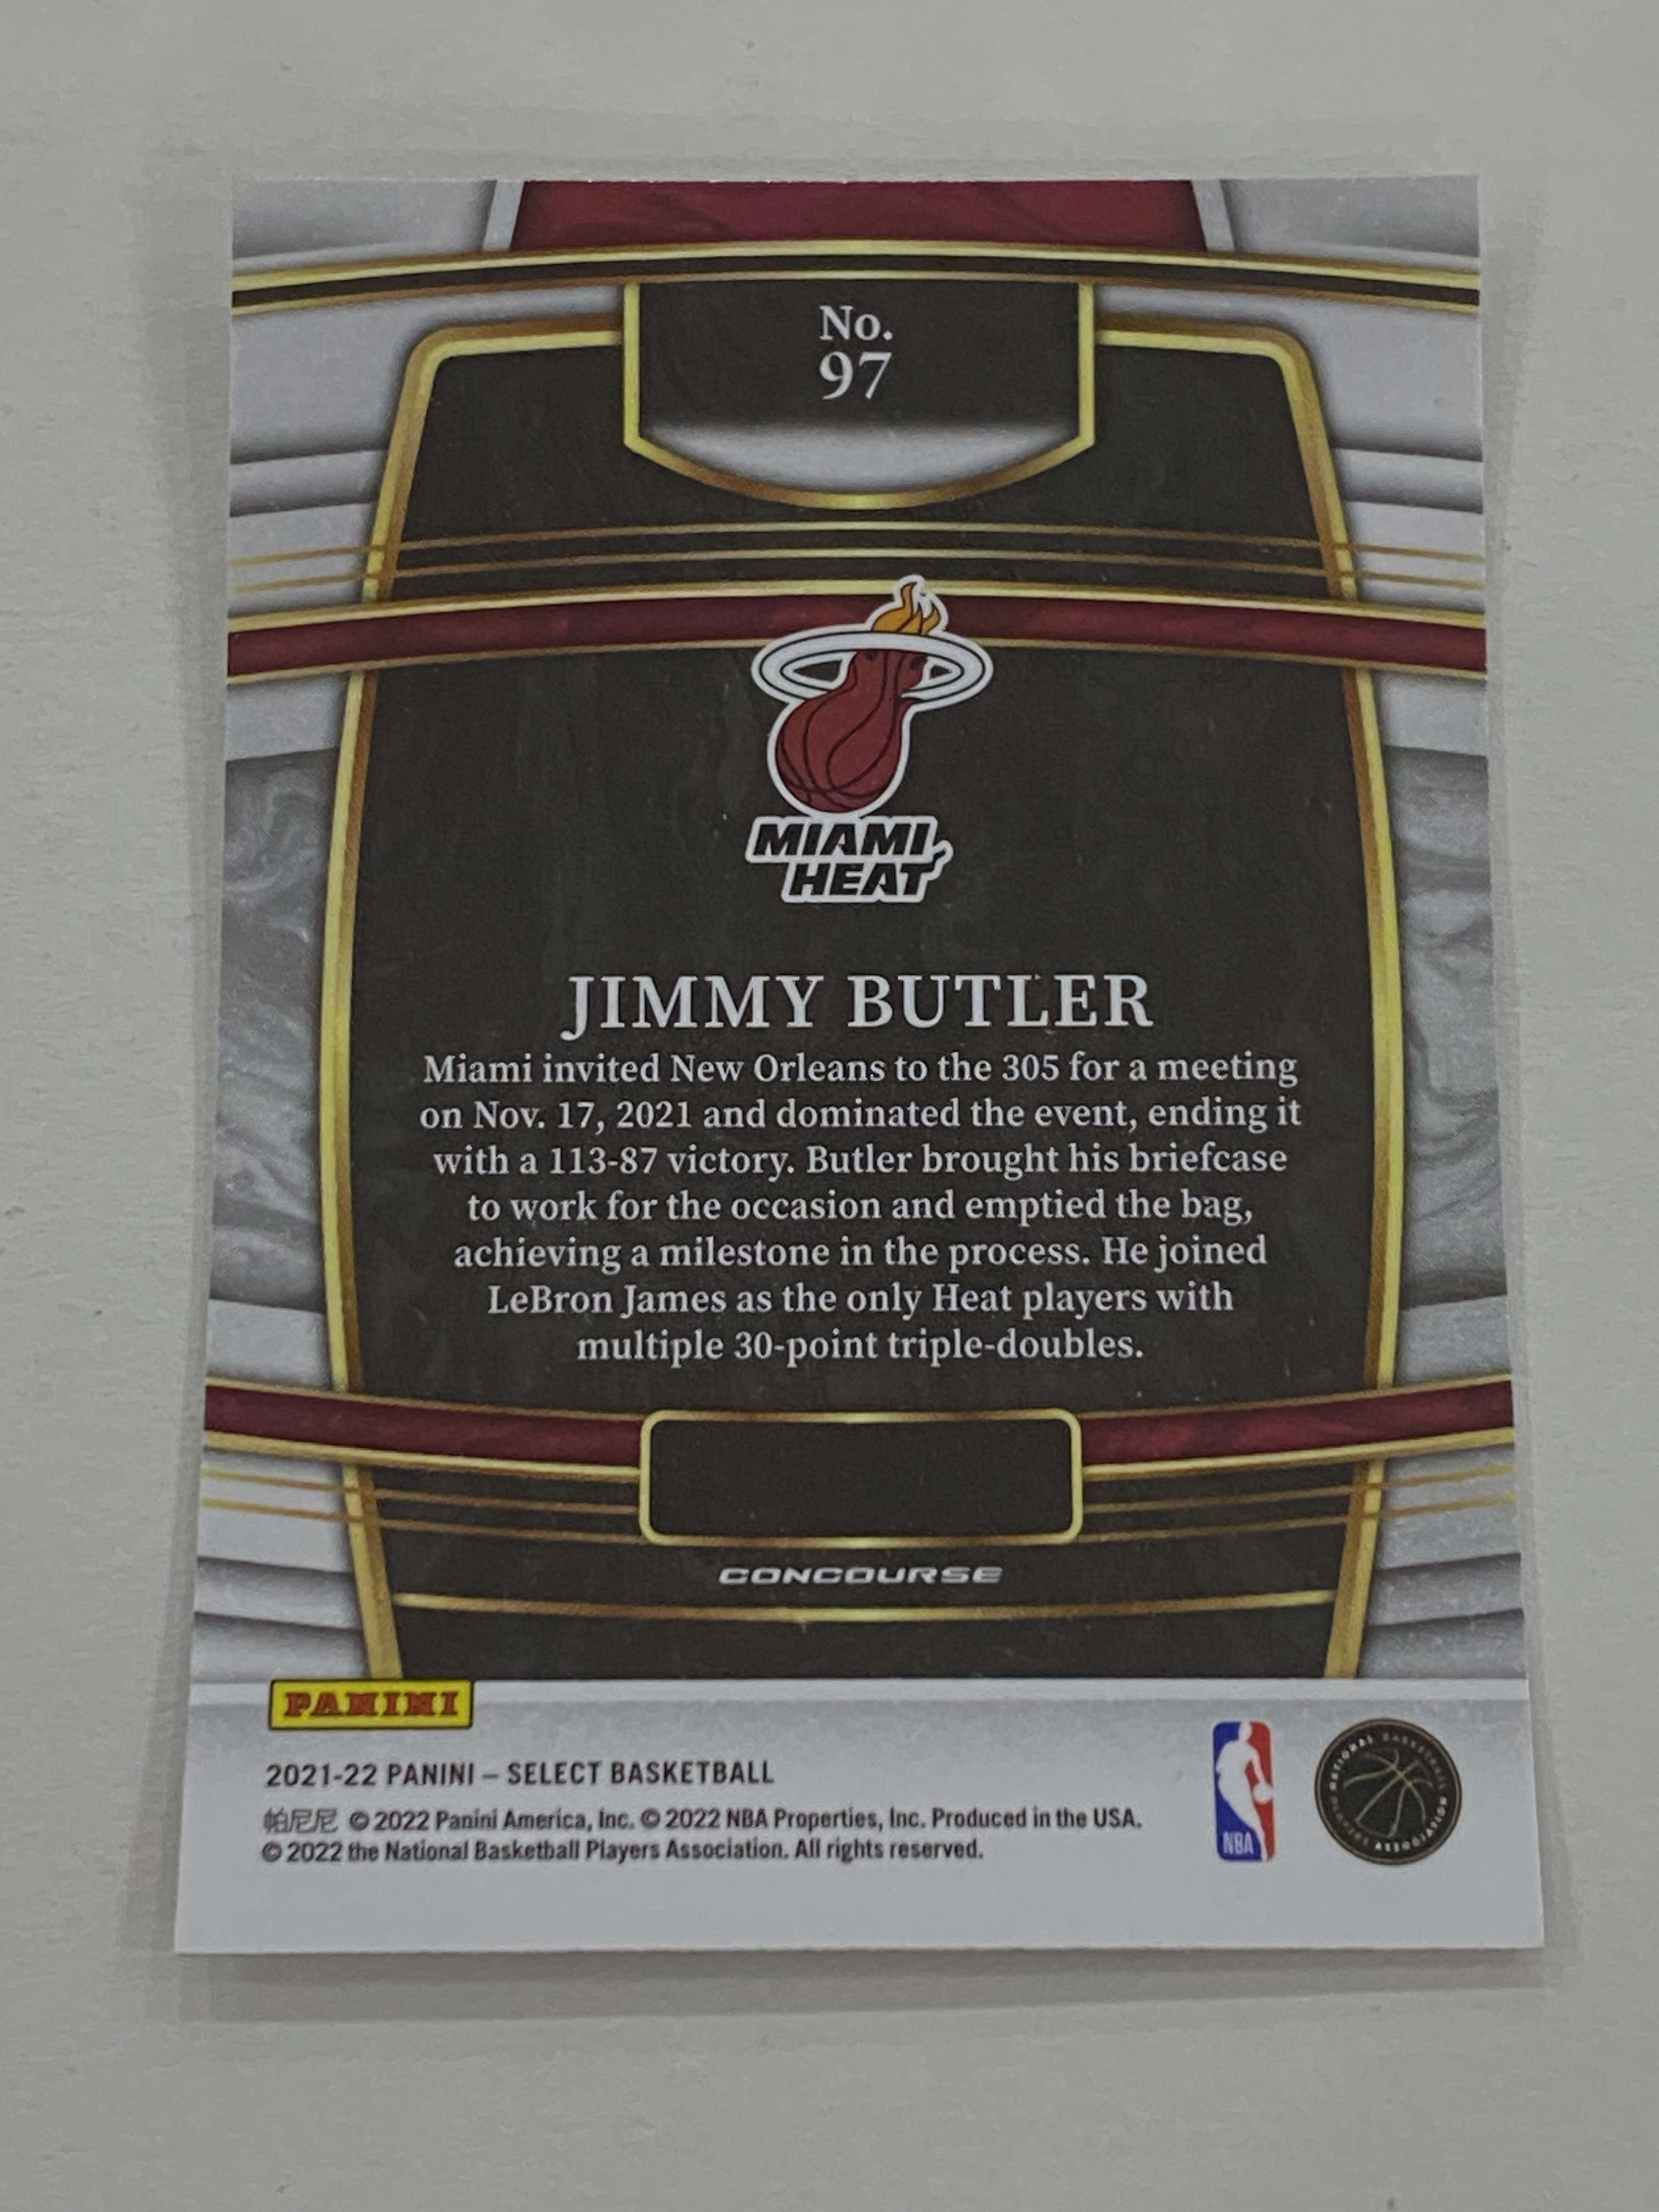 No.
97
MIAMI
HEAT
JIMMY BUTLER
Miami invited New Orleans to the 305 for a meeting
on Nov. 17, 2021 and dominated the event, ending it
with a 113-87 victory. Butler brought his briefcase
to work for the occasion and emptied the bag,
achieving a milestone in the process. He joined
LeBron James as the only Heat players with
multiple 30-point triple-doubles.
CONCOURSE
PANINI
2021-22 PANINI – SELECT BASKETBALL
帕尼尼 © 2022 Panini America, Inc. © 2022 NBA Properties, Inc. Produced in the USA.
© 2022 the National Basketball Players Association. All rights reserved.
NBA
NATIONAL BASKETBALL PLAYERS ASSOCIATION